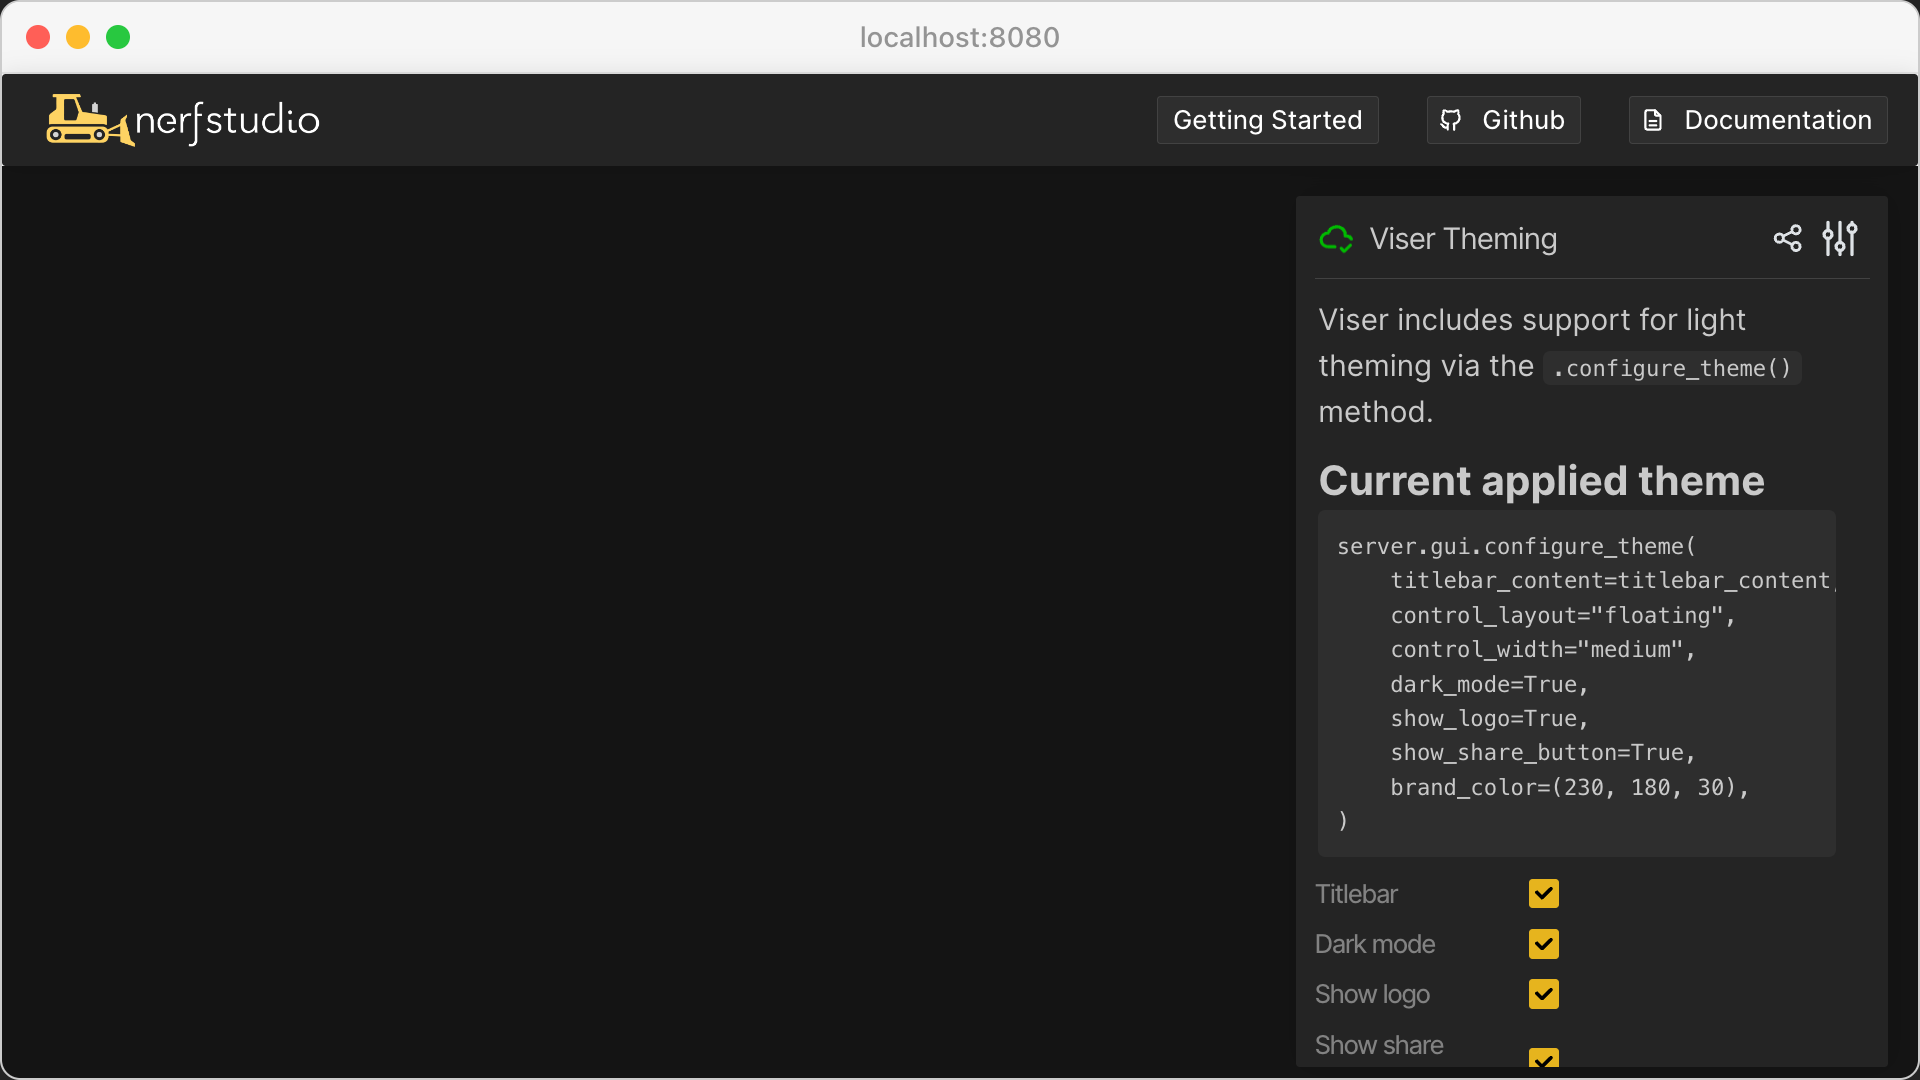 localhost:8080
nerfstudio
Getting Started
Github
Documentation
Viser Theming
Viser includes support for light
theming via the .configure_theme()
method.
Current applied theme
server.gui.configure_theme(
    titlebar_content=titlebar_content,
    control_layout="floating",
    control_width="medium",
    dark_mode=True,
    show_logo=True,
    show_share_button=True,
    brand_color=(230, 180, 30),
)
Titlebar
Dark mode
Show logo
Show share